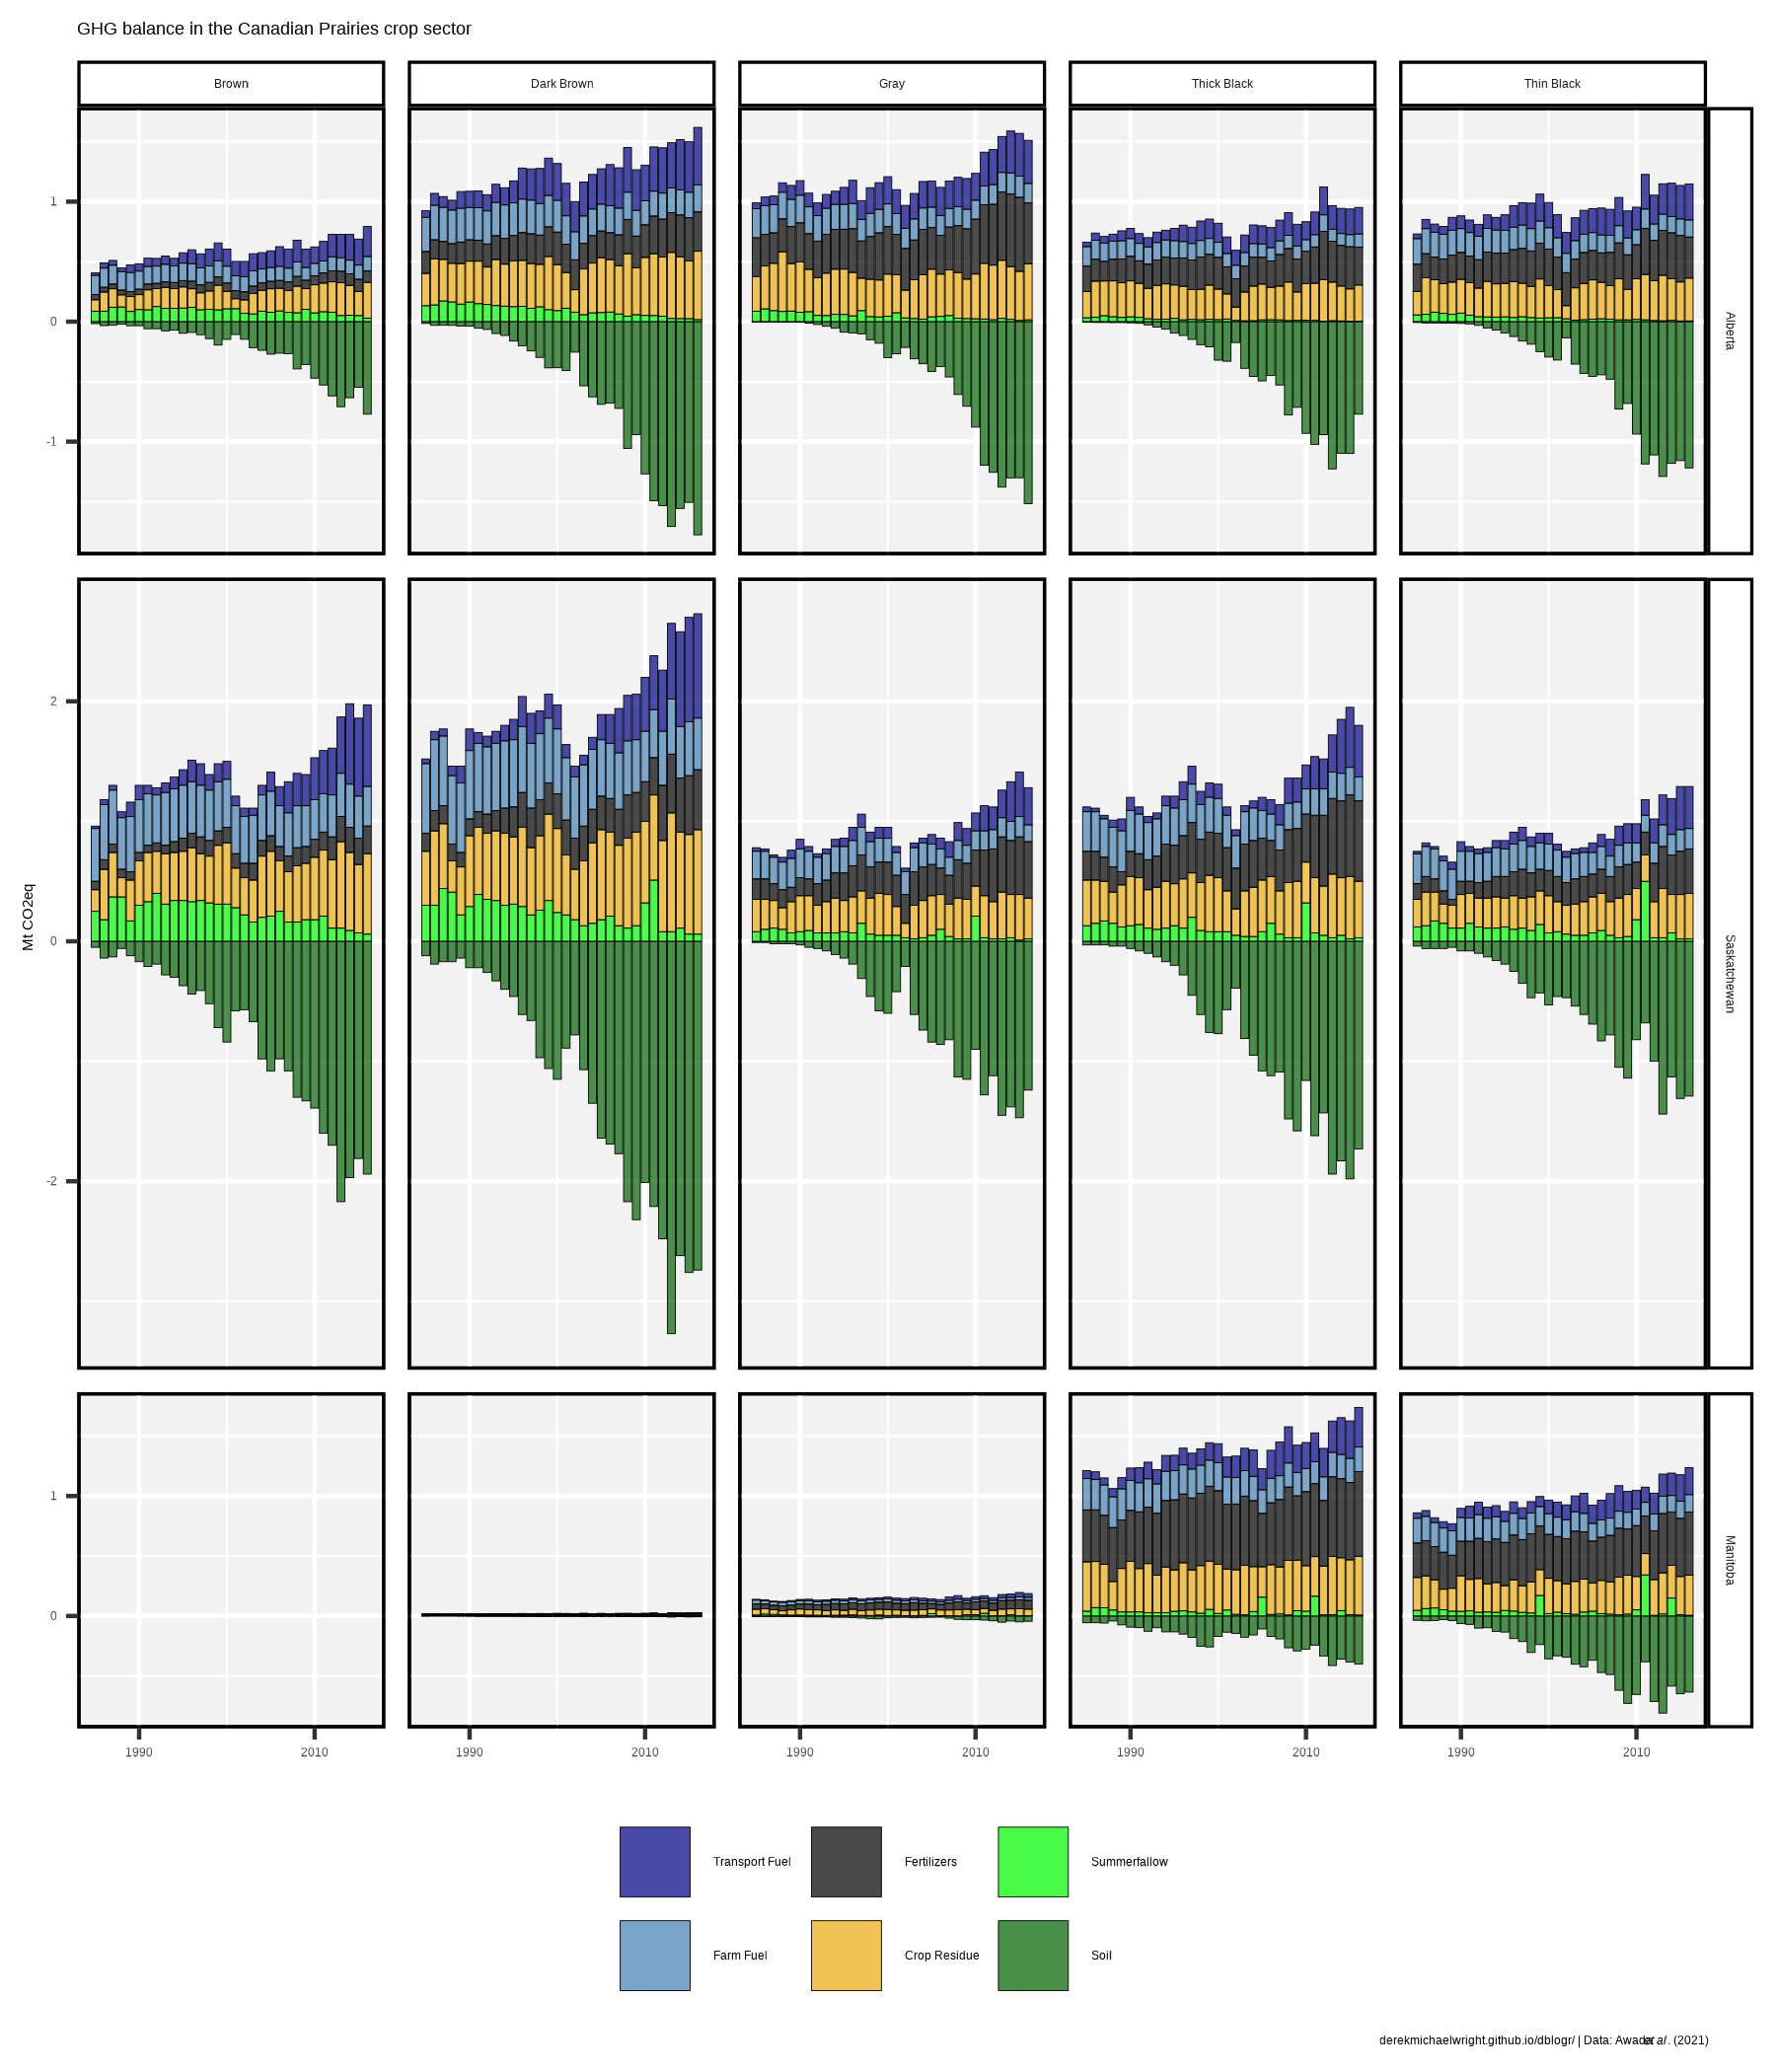 GHG balance in the Canadian Prairies crop sector
Brown
Dark Brown
Gray
Thick Black
Thin Black
1
0
-1
Alberta
Mt CO2eq
2
0
-2
Saskatchewan
1
0
Manitoba
1990
2010
1990
2010
1990
2010
1990
2010
1990
2010
Transport Fuel
Fertilizers
Summerfallow
Farm Fuel
Crop Residue
Soil
derekmichaelwright.github.io/dblogr/ | Data: Awada et al. (2021)